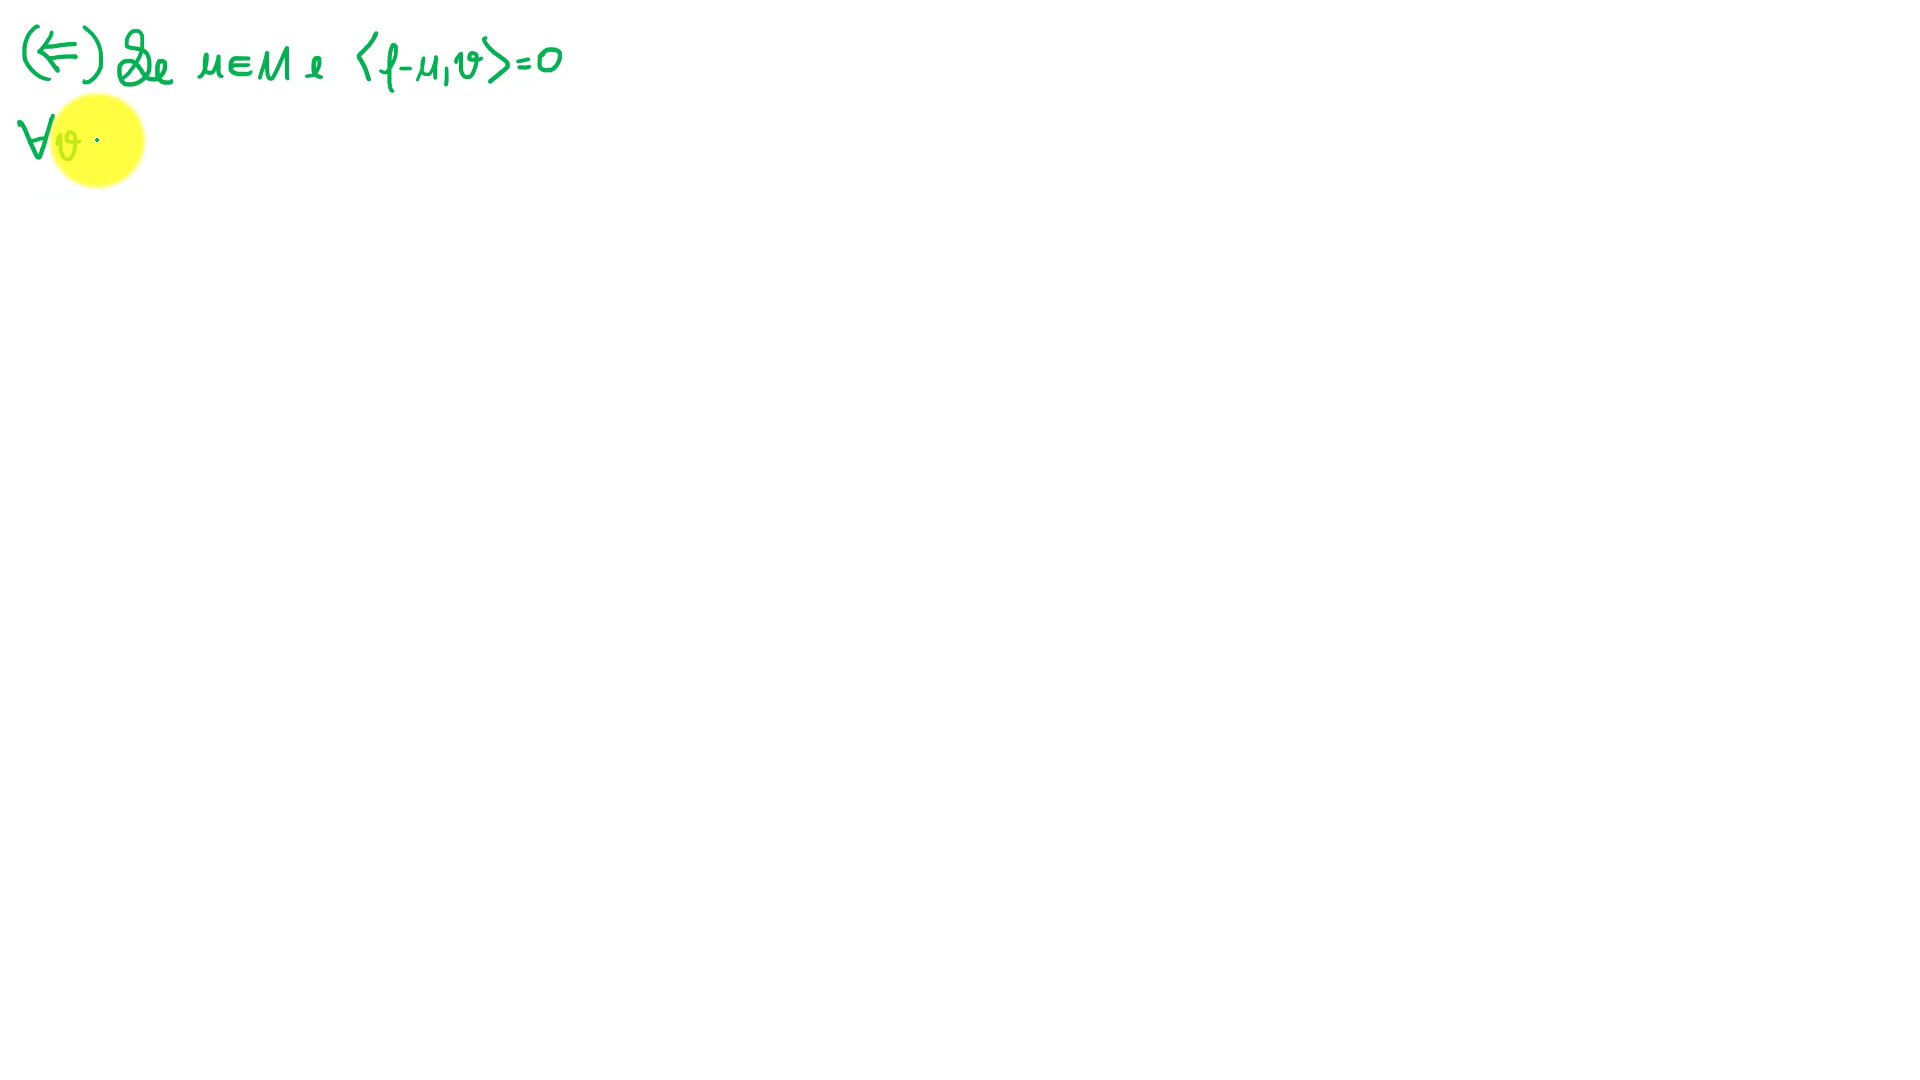 (⇐) Se u ∈ M e ⟨f-u, v⟩ = 0
∀v